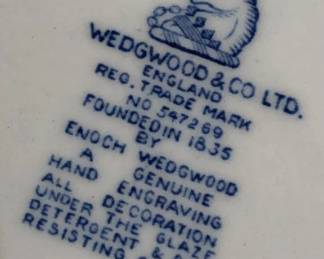 WEDGWOOD & CO LTD.
ENGLAND
REG. TRADE MARK
NO 547269
FOUNDED IN 1835
BY
ENOCH WEDGWOOD
A GENUINE
HAND ENGRAVING
ALL DECORATION
UNDER THE GLAZE
DETERGENT &
RESISTING